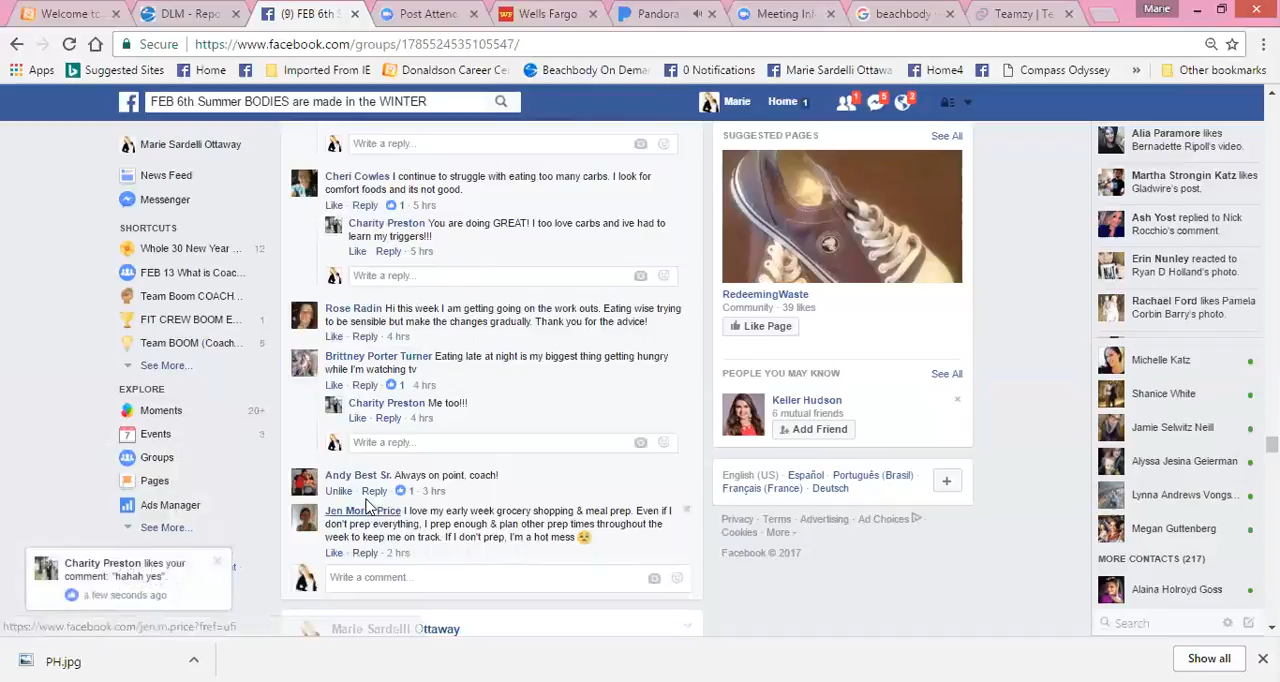 Welcome to
DLM - Repo
(9) FEB 6th S
Post Attend
Wells Fargo
Pandora
Meeting Inf
beachbody
Teamzy | Te
Marie
Secure
https://www.facebook.com/groups/1785524535105547/
Apps
Suggested Sites
Home
Imported From IE
Donaldson Career Ce
Beachbody On Dema
0 Notifications
Marie Sardelli Ottawa
Home4
Compass Odyssey
»
Other bookmarks
FEB 6th Summer BODIES are made in the WINTER
Marie
Home 1
1
5
2
Marie Sardelli Ottaway
News Feed
Messenger
SHORTCUTS
Whole 30 New Year ... 12
FEB 13 What is Coac...
Team Boom COACH...
FIT CREW BOOM E... 1
Team BOOM (Coach... 5
See More...
EXPLORE
Moments 20+
Events 3
Groups
Pages
Ads Manager
See More...
Charity Preston likes your
comment: "hahah yes".
a few seconds ago
https://www.facebook.com/jen.m.price?fref=ufi
Write a reply...
Cheri Cowles I continue to struggle with eating too many carbs. I look for
comfort foods and its not good.
Like · Reply · 1 · 5 hrs
Charity Preston You are doing GREAT! I too love carbs and ive had to
learn my triggers!!!
Like · Reply · 5 hrs
Write a reply...
Rose Radin Hi this week I am getting going on the work outs. Eating wise trying
to be sensible but make the changes gradually. Thank you for the advice!
Like · Reply · 4 hrs
Brittney Porter Turner Eating late at night is my biggest thing getting hungry
while I'm watching tv
Like · Reply · 1 · 4 hrs
Charity Preston Me too!!!
Like · Reply · 4 hrs
Write a reply...
Andy Best Sr. Always on point, coach!
Unlike · Reply · 1 · 3 hrs
Price I love my early week grocery shopping & meal prep. Even if I
don't prep everything, I prep enough & plan other prep times throughout the
week to keep me on track. If I don't prep, I'm a hot mess
Like · Reply · 2 hrs
Write a comment...
Marie Sardelli Ottaway
SUGGESTED PAGES
See All
RedeemingWaste
Community · 39 likes
Like Page
PEOPLE YOU MAY KNOW
See All
Keller Hudson
6 mutual friends
Add Friend
English (US) · Español · Português (Brasil) ·
Français (France) · Deutsch
Privacy · Terms · Advertising · Ad Choices ·
Cookies · More
Facebook © 2017
Alia Paramore likes
Bernadette Ripoll's video.
Martha Strongin Katz likes
Gladwire's post.
Ash Yost replied to Nick
Rocchio's comment.
Erin Nunley reacted to
Ryan D Holland's photo.
Rachael Ford likes Pamela
Corbin Barry's photo.
Michelle Katz
Shanice White
Jamie Selwitz Neill
Alyssa Jesina Geierman
Lynna Andrews Vongs...
Megan Guttenberg
MORE CONTACTS (217)
Alaina Holroyd Goss
Search
PH.jpg
Show all